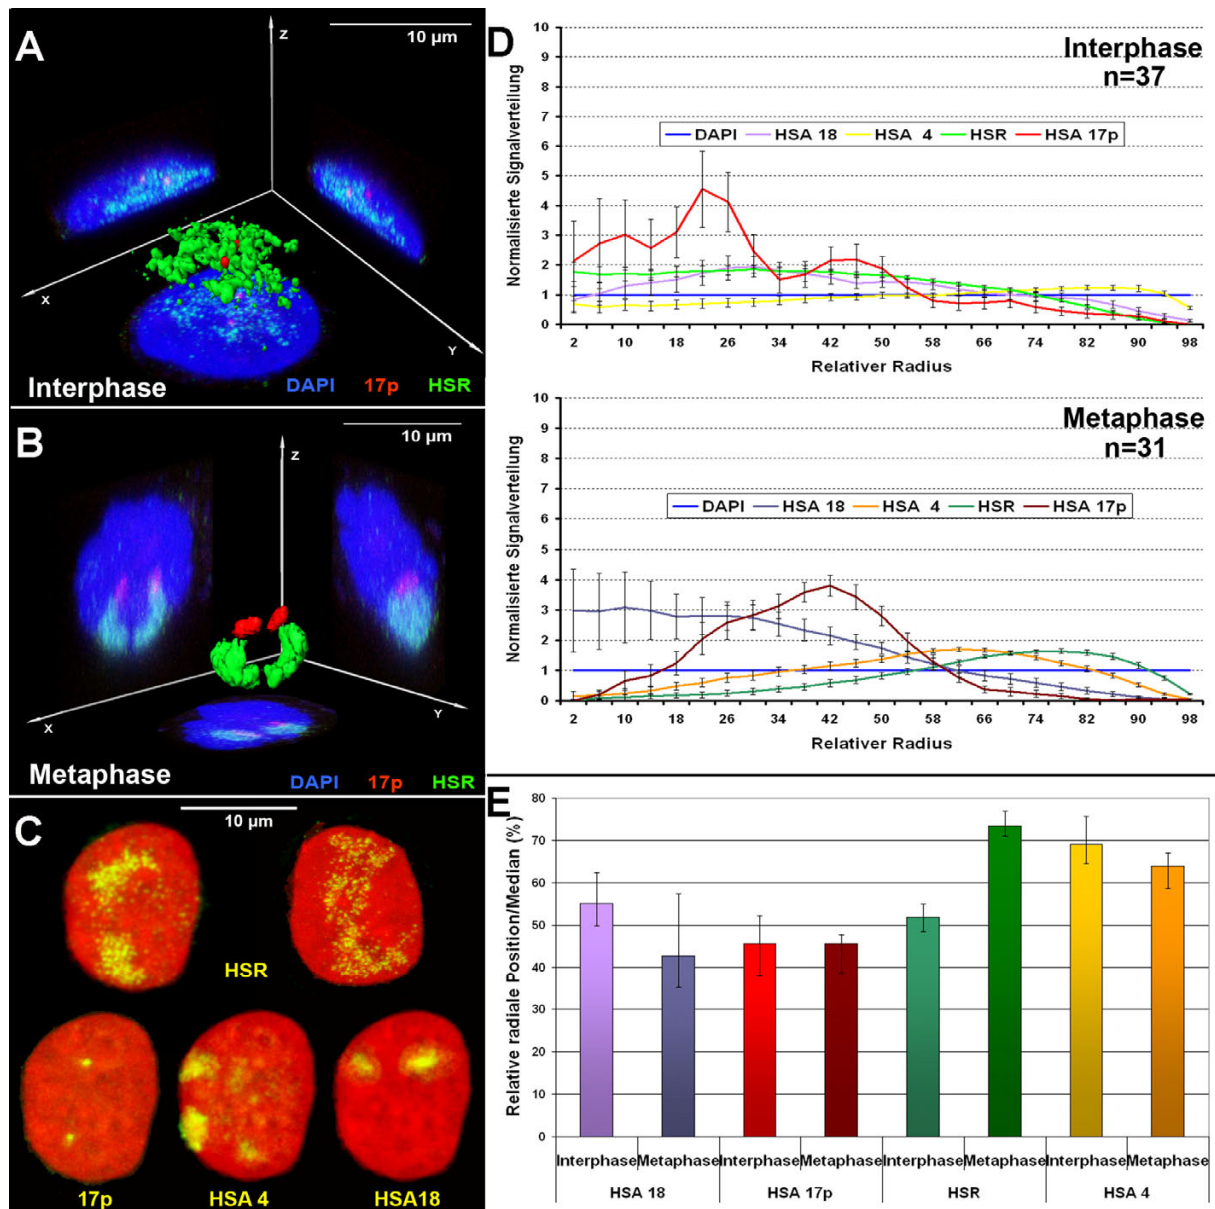 A
10 µm
Z
X
Y
Interphase
DAPI 17p HSR
B
10 µm
Z
X
Y
Metaphase
DAPI 17p HSR
C
10 µm
HSR
17p HSA 4 HSA18
D
Interphase
n=37
DAPI HSA 18 HSA 4 HSR HSA 17p
Normalisierte Signalverteilung
10
9
8
7
6
5
4
3
2
1
0
2 10 18 26 34 42 50 58 66 74 82 90 98
Relativer Radius
Metaphase
n=31
DAPI HSA 18 HSA 4 HSR HSA 17p
Normalisierte Signalverteilung
10
9
8
7
6
5
4
3
2
1
0
2 10 18 26 34 42 50 58 66 74 82 90 98
Relativer Radius
E
Relative radiale Position/Median (%)
80
70
60
50
40
30
20
10
0
Interphase Metaphase Interphase Metaphase Interphase Metaphase Interphase Metaphase
HSA 18 HSA 17p HSR HSA 4